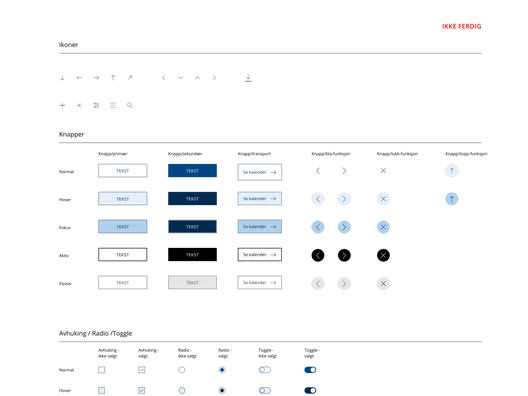 IKKE FERDIG
Ikoner
Knapper
Knapp/primær Knapp/sekundær Knapp/transport Knapp/bla-funksjon Knapp/lukk-funksjon Knapp/topp-funksjon
Normal TEKST TEKST Se kalender
Hover TEKST TEKST Se kalender
Fokus TEKST TEKST Se kalender
Aktiv TEKST TEKST Se kalender
Passiv TEKST TEKST Se kalender
Avhuking / Radio /Toggle
Avhuking - Avhuking - Radio - Radio - Toggle - Toggle -
ikke valgt valgt ikke valgt valgt ikke valgt valgt
Normal
Hover